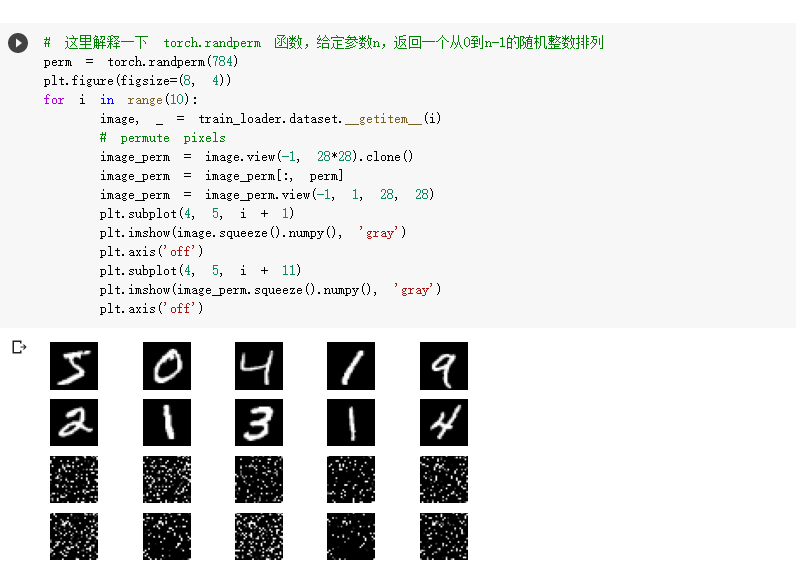 # 这里解释一下 torch.randperm 函数，给定参数n，返回一个从0到n-1的随机整数排列
perm = torch.randperm(784)
plt.figure(figsize=(8, 4))
for i in range(10):
image, _ = train_loader.dataset.__getitem__(i)
# permute pixels
image_perm = image.view(-1, 28*28).clone()
image_perm = image_perm[:, perm]
image_perm = image_perm.view(-1, 1, 28, 28)
plt.subplot(4, 5, i + 1)
plt.imshow(image.squeeze().numpy(), 'gray')
plt.axis('off')
plt.subplot(4, 5, i + 11)
plt.imshow(image_perm.squeeze().numpy(), 'gray')
plt.axis('off')
5 0 4 1 9
2 1 3 1 4